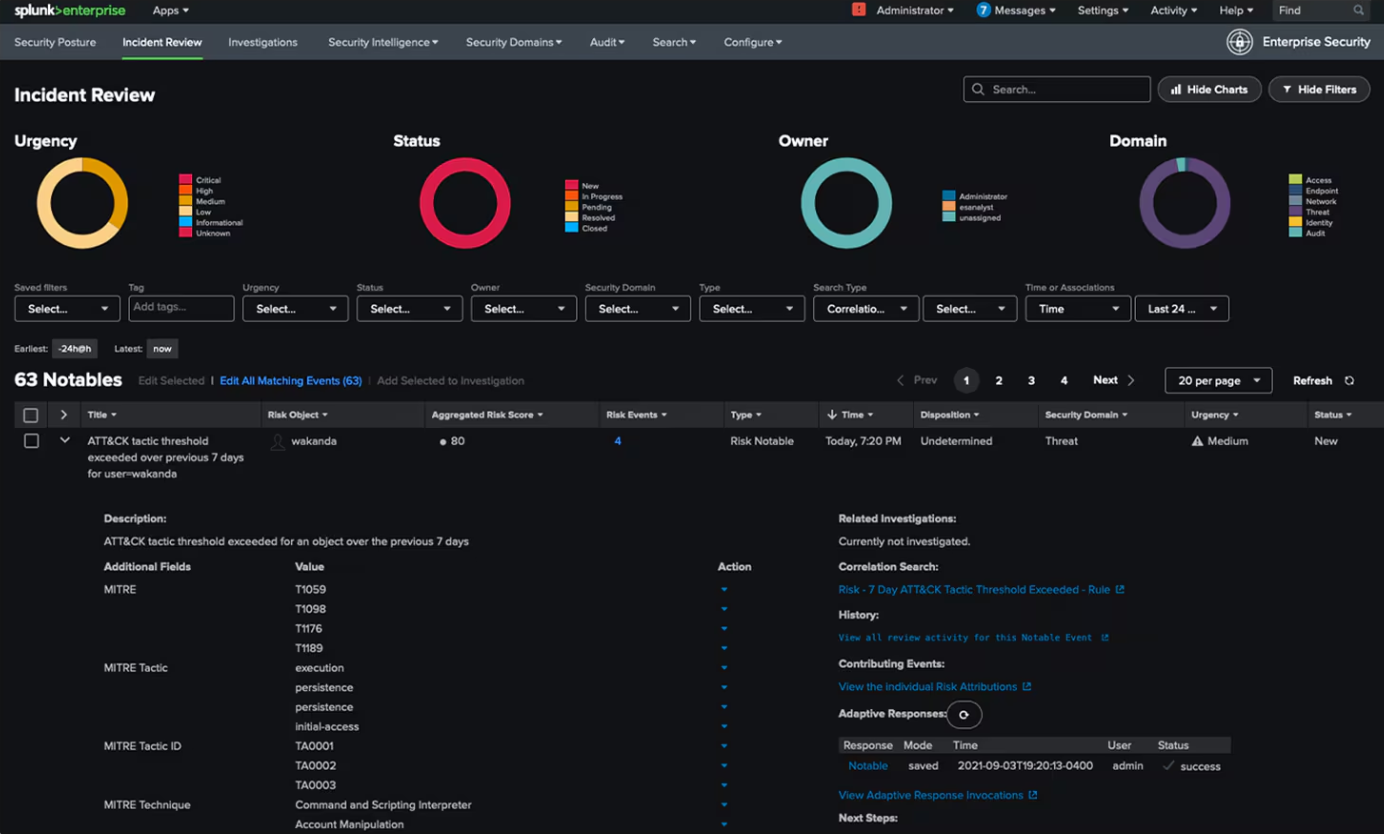 splunk>enterprise Apps ! Administrator 7 Messages Settings Activity Help Find
Security Posture Incident Review Investigations Security Intelligence Security Domains Audit Search Configure Enterprise Security
Incident Review Search... Hide Charts Hide Filters
Urgency
Critical
High
Medium
Low
Informational
Unknown
Status
New
In Progress
Pending
Resolved
Closed
Owner
Administrator
esanalyst
unassigned
Domain
Access
Endpoint
Network
Threat
Identity
Audit
Saved filters Tag Urgency Status Owner Security Domain Type Search Type Time or Associations
Select... Add tags... Select... Select... Select... Select... Select... Correlatio... Select... Time Last 24 ...
Earliest: -24h@h Latest: now
63 Notables Edit Selected | Edit All Matching Events (63) | Add Selected to Investigation Prev 1 2 3 4 Next 20 per page Refresh
Title Risk Object Aggregated Risk Score Risk Events Type Time Disposition Security Domain Urgency Status
ATT&CK tactic threshold wakanda 80 4 Risk Notable Today, 7:20 PM Undetermined Threat Medium New
exceeded over previous 7 days
for user=wakanda
Description:
ATT&CK tactic threshold exceeded for an object over the previous 7 days
Additional Fields Value Action
MITRE T1059
T1098
T1176
T1189
MITRE Tactic execution
persistence
persistence
initial-access
MITRE Tactic ID TA0001
TA0002
TA0003
MITRE Technique Command and Scripting Interpreter
Account Manipulation
Related Investigations:
Currently not investigated.
Correlation Search:
Risk - 7 Day ATT&CK Tactic Threshold Exceeded - Rule
History:
View all review activity for this Notable Event
Contributing Events:
View the individual Risk Attributions
Adaptive Responses:
Response Mode Time User Status
Notable saved 2021-09-03T19:20:13-0400 admin success
View Adaptive Response Invocations
Next Steps: